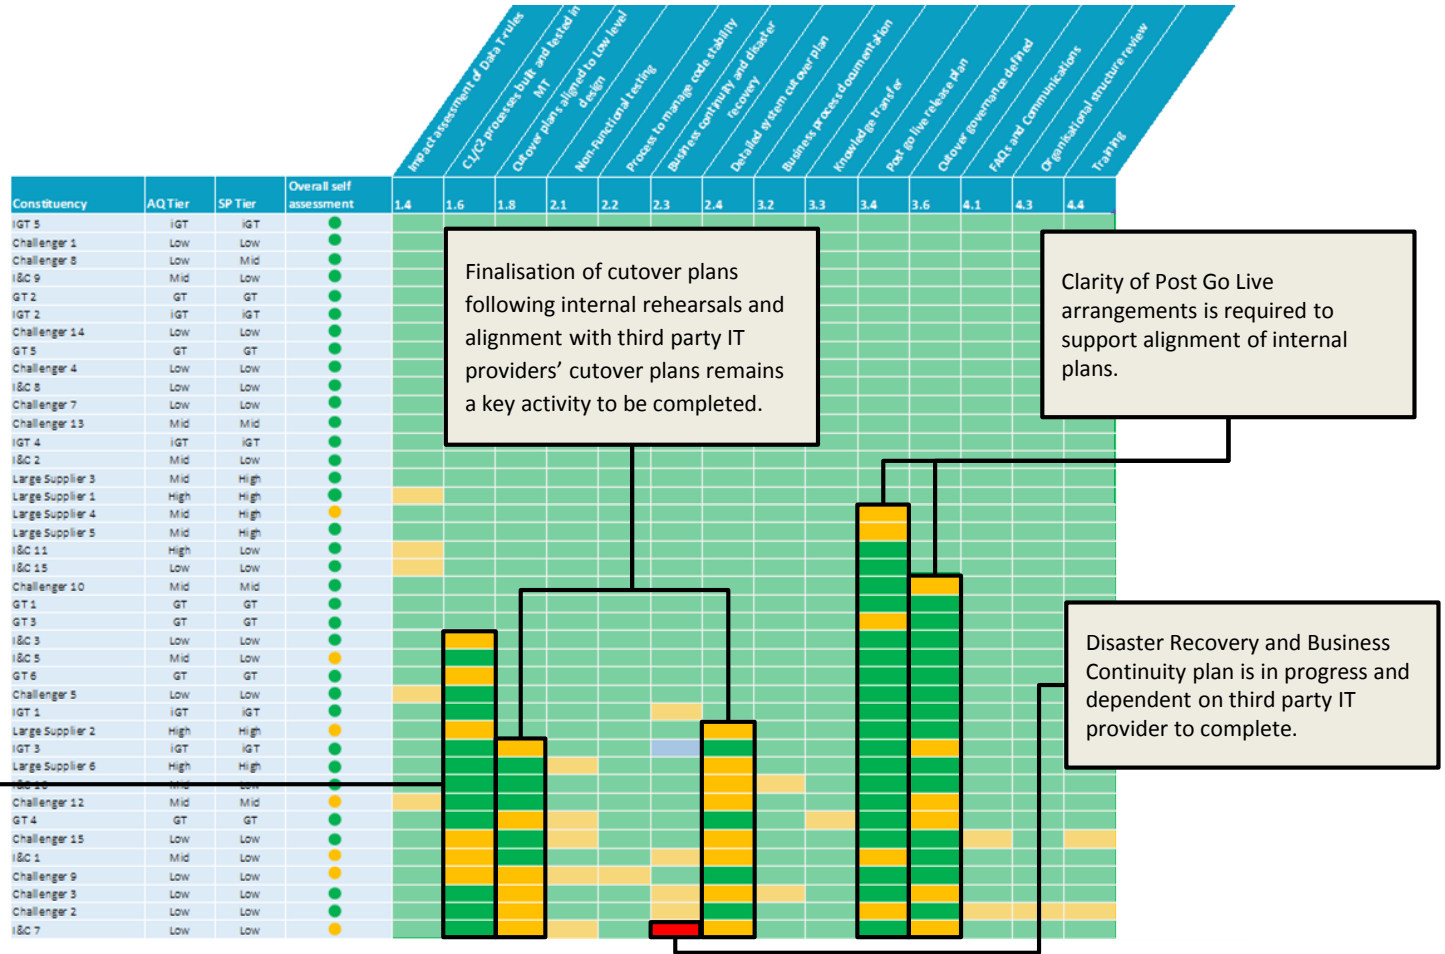 Impact assessment of Data T-rules
C1/C2 processes built and tested in
MT
Cutover plans aligned to Low level
design
Non-Functional testing
Process to manage code stability
Business continuity and disaster
recovery
Detailed system cutover plan
Business process documentation
Knowledge transfer
Post go live release plan
Cutover governance defined
FAQs and Communications
Organisational structure review
Training
Constituency AQ Tier SP Tier Overall self
assessment 1.4 1.6 1.8 2.1 2.2 2.3 2.4 3.2 3.3 3.4 3.6 4.1 4.3 4.4
IGT 5 iGT iGT
Challenger 1 Low Low
Challenger 8 Low Mid
I&C 9 Mid Low
GT 2 GT GT
IGT 2 iGT iGT
Challenger 14 Low Low
GT 5 GT GT
Challenger 4 Low Low
I&C 8 Low Low
Challenger 7 Low Low
Challenger 13 Mid Mid
IGT 4 iGT iGT
I&C 2 Mid Low
Large Supplier 3 Mid High
Large Supplier 1 High High
Large Supplier 4 Mid High
Large Supplier 5 Mid High
I&C 11 High Low
I&C 15 Low Low
Challenger 10 Mid Mid
GT 1 GT GT
GT 3 GT GT
I&C 3 Low Low
I&C 5 Mid Low
GT 6 GT GT
Challenger 5 Low Low
IGT 1 iGT iGT
Large Supplier 2 High High
IGT 3 iGT iGT
Large Supplier 6 High High
Mid Low
Challenger 12 Mid Mid
GT 4 GT GT
Challenger 15 Low Low
I&C 1 Mid Low
Challenger 9 Low Low
Challenger 3 Low Low
Challenger 2 Low Low
I&C 7 Low Low
Finalisation of cutover plans
following internal rehearsals and
alignment with third party IT
providers’ cutover plans remains
a key activity to be completed.
Clarity of Post Go Live
arrangements is required to
support alignment of internal
plans.
Disaster Recovery and Business
Continuity plan is in progress and
dependent on third party IT
provider to complete.